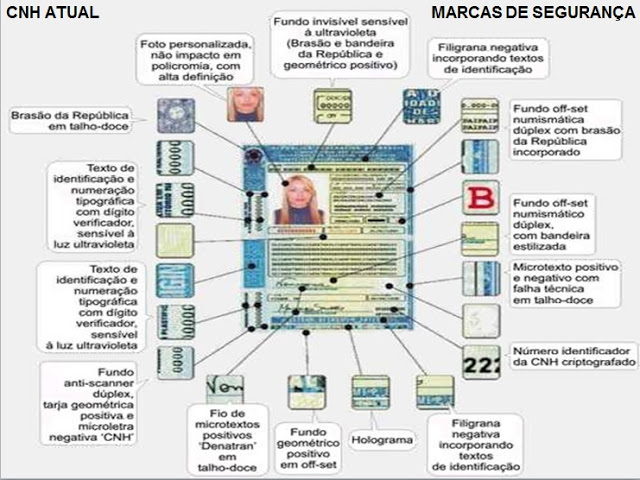 CNH ATUAL
MARCAS DE SEGURANÇA
Fundo invisível sensível
à ultravioleta
(Brasão e bandeira
da República e
geométrico positivo)
Foto personalizada,
não impacto em
policromia, com
alta definição
Filigrana negativa
incorporando textos
de identificação
Brasão da República
em talho-doce
Fundo off-set
numismática
dúplex com brasão
da República
incorporado
Texto de
identificação e
numeração
tipográfica
com dígito
verificador,
sensível à
luz ultravioleta
B
Fundo off-set
numismático
dúplex,
com bandeira
estilizada
Texto de
identificação e
numeração
tipográfica
com dígito
verificador,
sensível
à luz ultravioleta
Microtexto positivo
e negativo com
falha técnica
em talho-doce
Número identificador
da CNH criptografado
222
Fundo
anti-scanner
dúplex,
tarja geométrica
positiva e
microletra
negativa 'CNH'
Fio de
microtextos
positivos
'Denatran'
em
talho-doce
Fundo
geométrico
positivo
em off-set
Holograma
Filigrana
negativa
incorporando
textos
de identificação